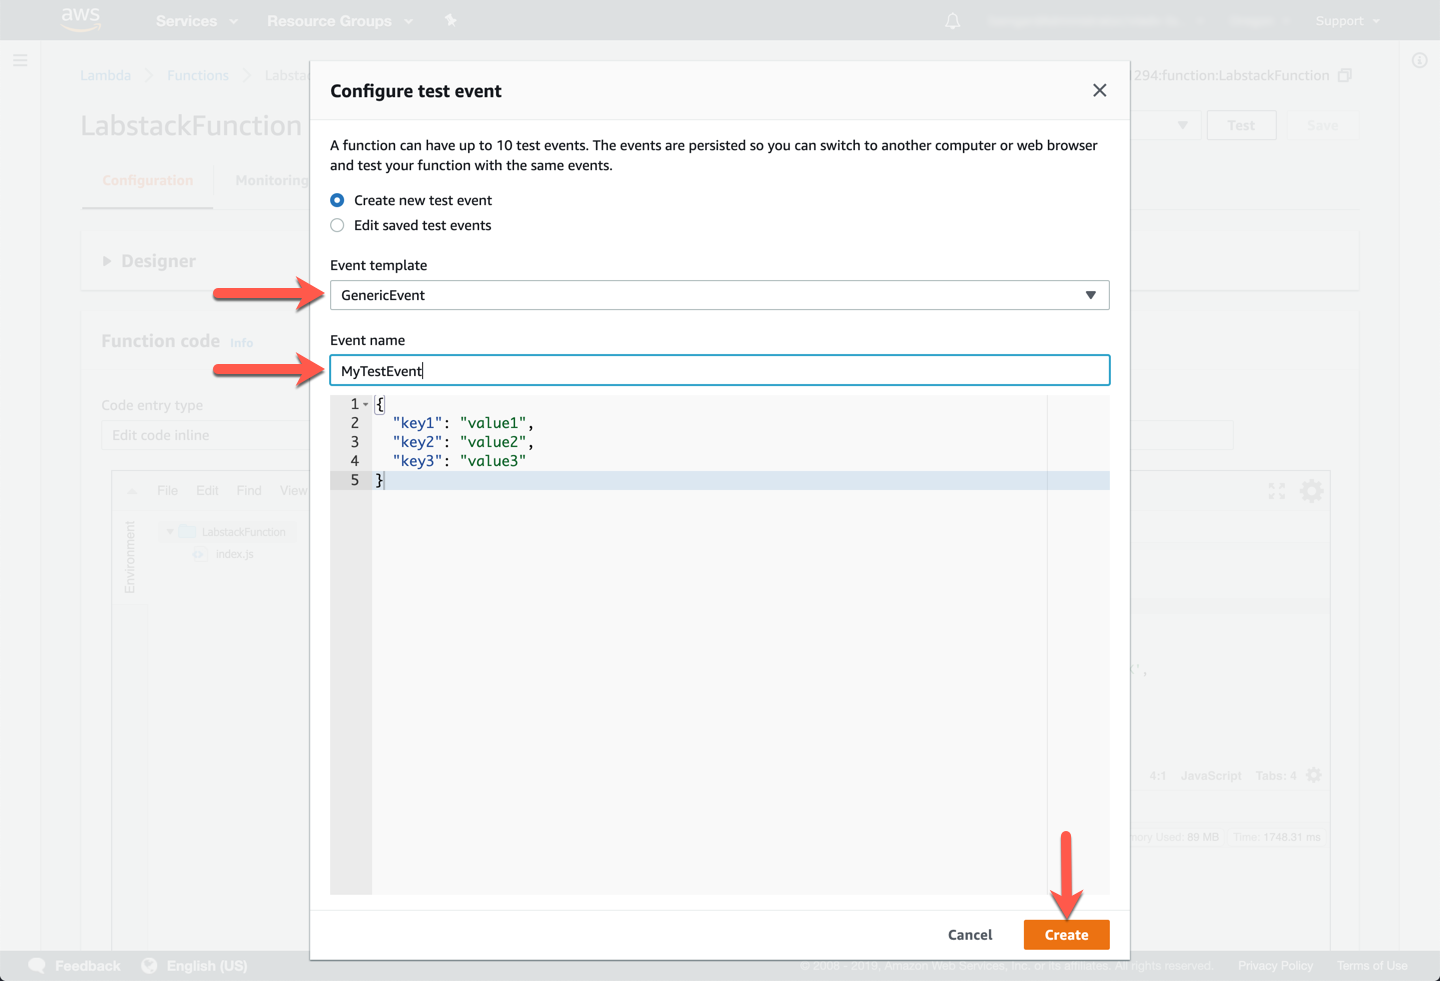 aws
Services
Resource Groups
Support
Lambda
Functions
1294:function:LabstackFunction
LabstackFunction
Test
Save
Configuration
Monitoring
Designer
Function code
Info
Code entry type
Edit code inline
File Edit Find View
Environment
LabstackFunction
index.js
Configure test event
A function can have up to 10 test events. The events are persisted so you can switch to another computer or web browser
and test your function with the same events.
Create new test event
Edit saved test events
Event template
GenericEvent
Event name
MyTestEvent
1 {
2 "key1": "value1",
3 "key2": "value2",
4 "key3": "value3"
5 }
Cancel
Create
4:1 JavaScript Tabs: 4
Used: 89 MB Time: 1748.31 ms
Feedback
English (US)
© 2008 - 2019, Amazon Web Services, Inc. or its affiliates. All rights reserved.
Privacy Policy
Terms of Use